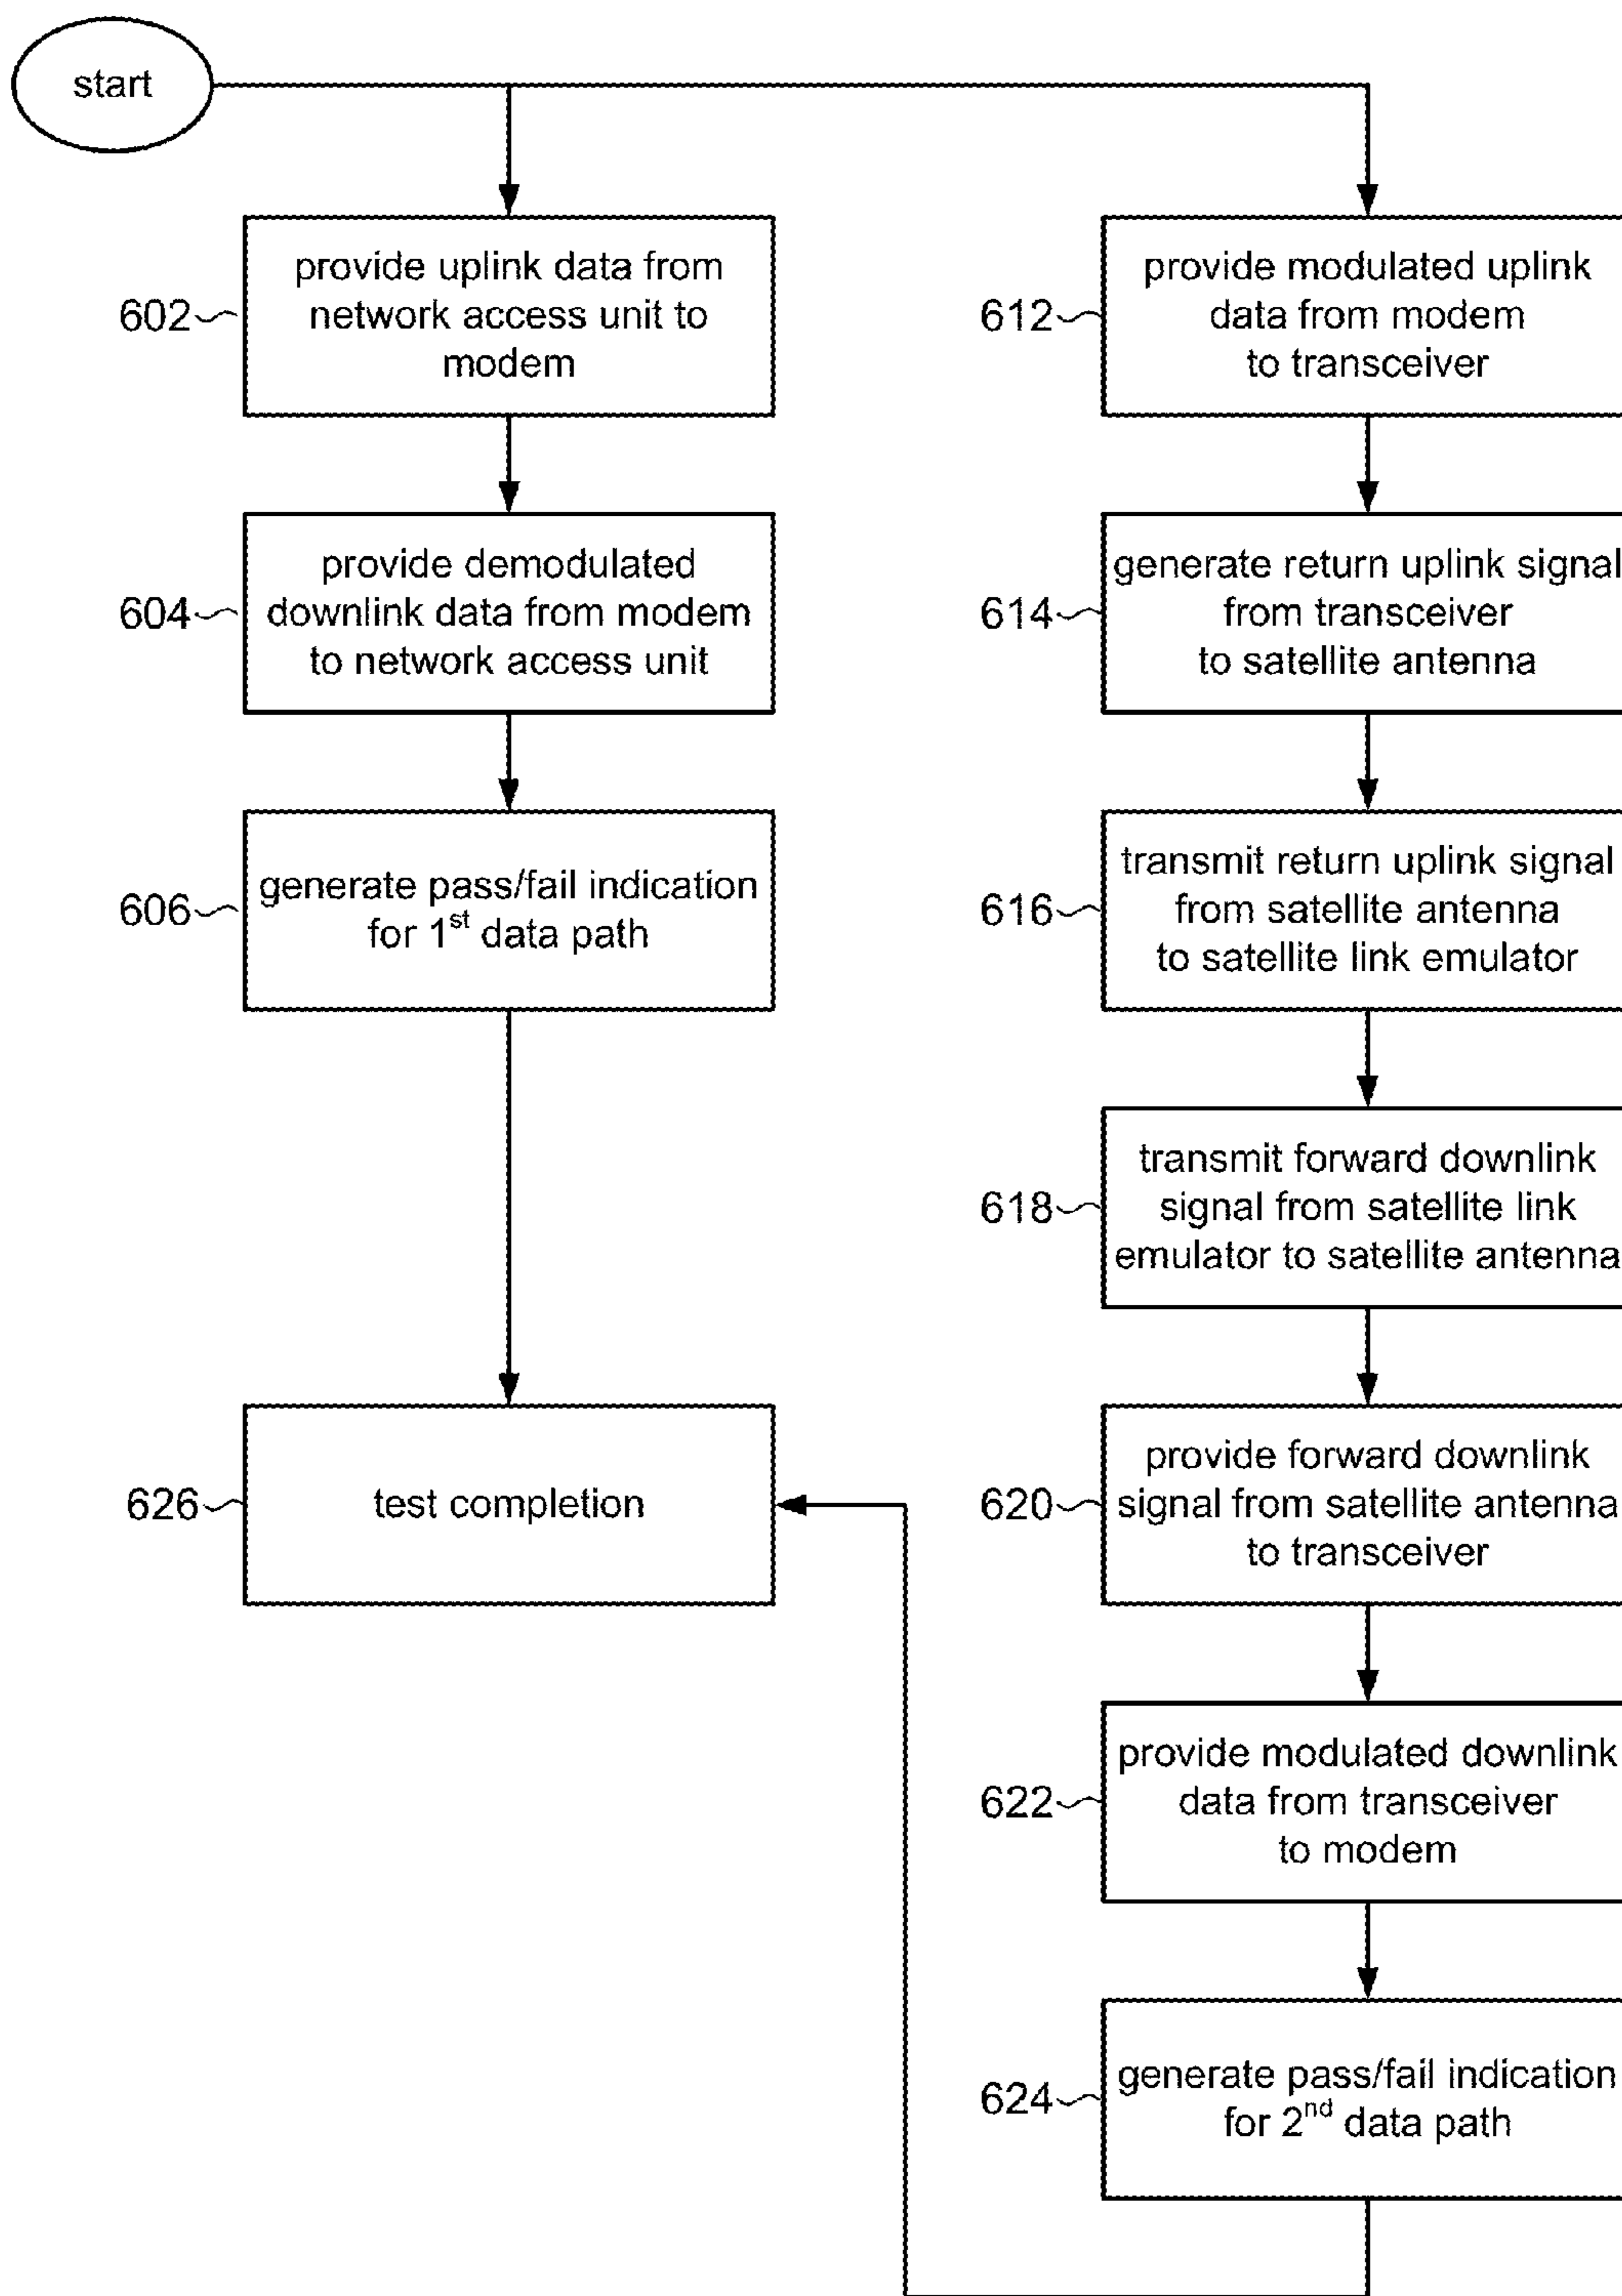 start
602
provide uplink data from
network access unit to
modem
604
provide demodulated
downlink data from modem
to network access unit
606
generate pass/fail indication
for 1st data path
626
test completion
612
provide modulated uplink
data from modem
to transceiver
614
generate return uplink signal
from transceiver
to satellite antenna
616
transmit return uplink signal
from satellite antenna
to satellite link emulator
618
transmit forward downlink
signal from satellite link
emulator to satellite antenna
620
provide forward downlink
signal from satellite antenna
to transceiver
622
provide modulated downlink
data from transceiver
to modem
624
generate pass/fail indication
for 2nd data path